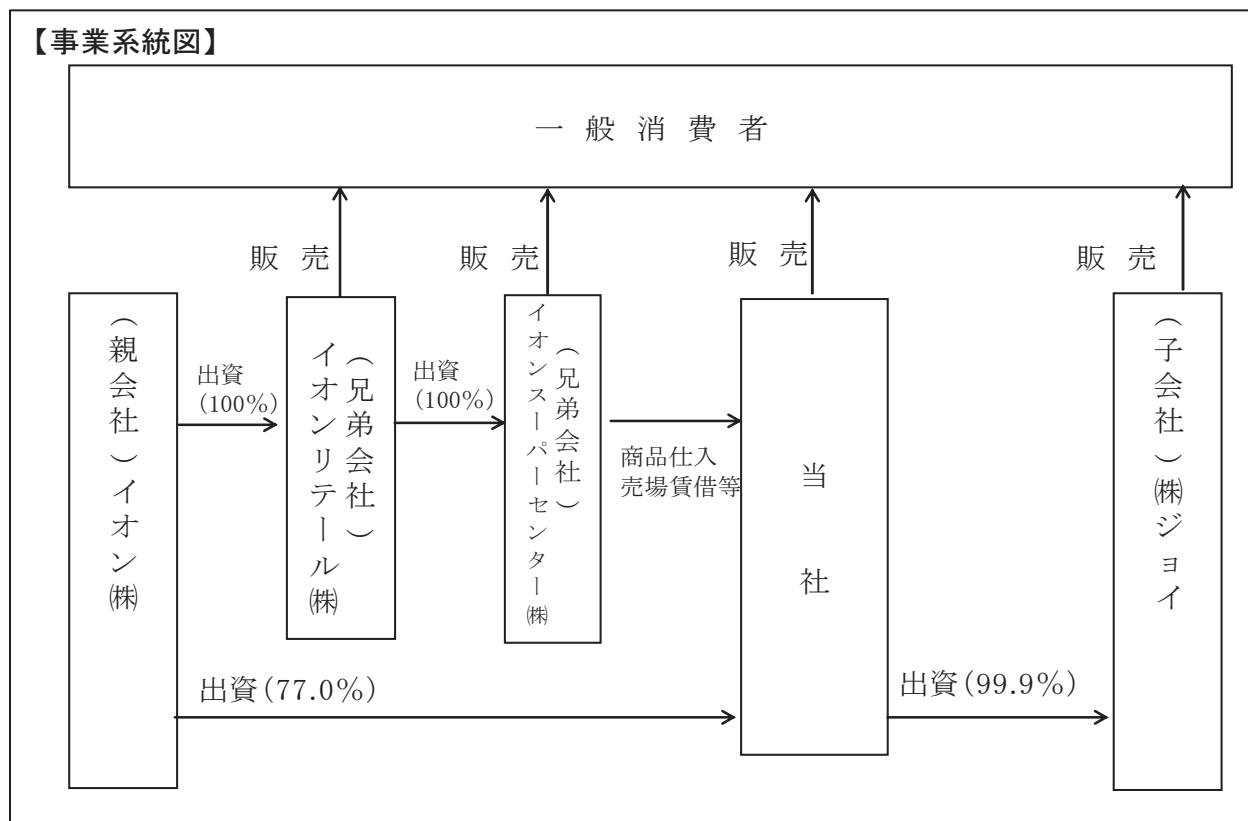 【事業系統図】
一般消費者
販売
販売
販売
販売
（親会社）イオン㈱
出資
(100%)
（兄弟会社）
イオンリテール㈱
出資
(100%)
（兄弟会社）
イオンスーパーセンター㈱
商品仕入
売場賃借等
当社
（子会社）㈱ジョイ
出資(77.0%)
出資(99.9%)